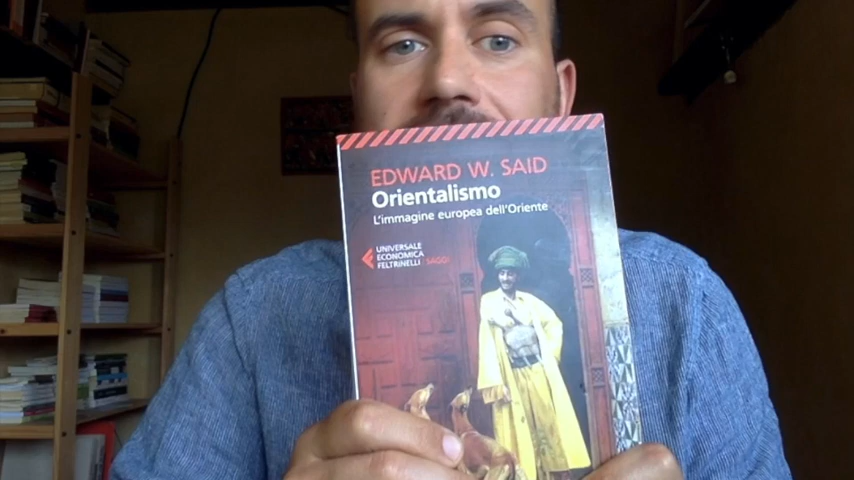 EDWARD W. SAID
Orientalismo
L'immagine europea dell'Oriente
UNIVERSALE
ECONOMICA
FELTRINELLI / SAGGI